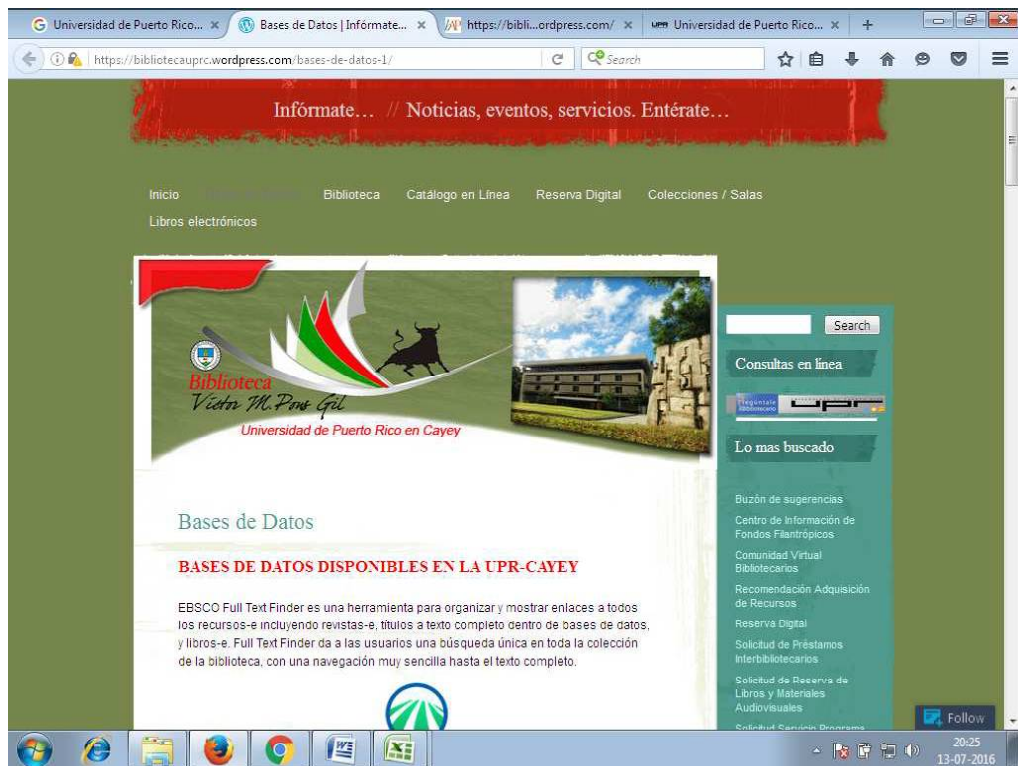 Universidad de Puerto Rico...
Bases de Datos | Infórmate...
https://bibli...ordpress.com/
Universidad de Puerto Rico...
https://bibliotecauprc.wordpress.com/bases-de-datos-1/
Search
Infórmate… // Noticias, eventos, servicios. Entérate…
Inicio
Biblioteca
Catálogo en Línea
Reserva Digital
Colecciones / Salas
Libros electrónicos
Biblioteca
Víctor M. Pons Gil
Universidad de Puerto Rico en Cayey
Bases de Datos
BASES DE DATOS DISPONIBLES EN LA UPR-CAYEY
EBSCO Full Text Finder es una herramienta para organizar y mostrar enlaces a todos
los recursos-e incluyendo revistas-e, títulos a texto completo dentro de bases de datos,
y libros-e. Full Text Finder da a las usuarios una búsqueda única en toda la colección
de la biblioteca, con una navegación muy sencilla hasta el texto completo.
Search
Consultas en linea
Pregúntale
Bibliotecario
upr
Lo mas buscado
Buzón de sugerencias
Centro de Información de
Fondos Filantrópicos
Comunidad Virtual
Bibliotecarios
Recomendación Adquisición
de Recursos
Reserva Digital
Solicitud de Préstamos
Interbibliotecarios
Solicitud de Reserva de
Libros y Materiales
Audiovisuales
Solicitud Servicio Programa
Follow
20:25
13-07-2016